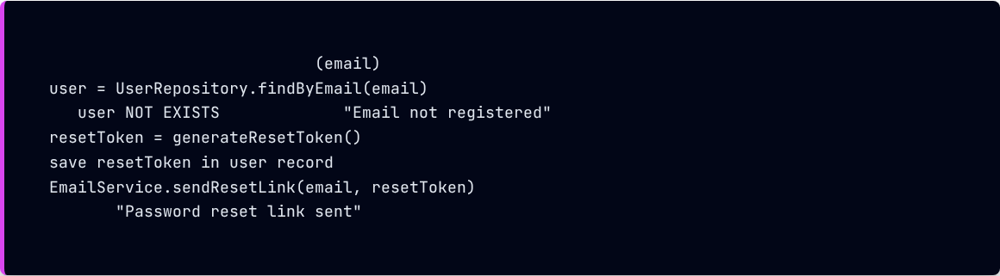 (email)
user = UserRepository.findByEmail(email)
user NOT EXISTS "Email not registered"
resetToken = generateResetToken()
save resetToken in user record
EmailService.sendResetLink(email, resetToken)
"Password reset link sent"